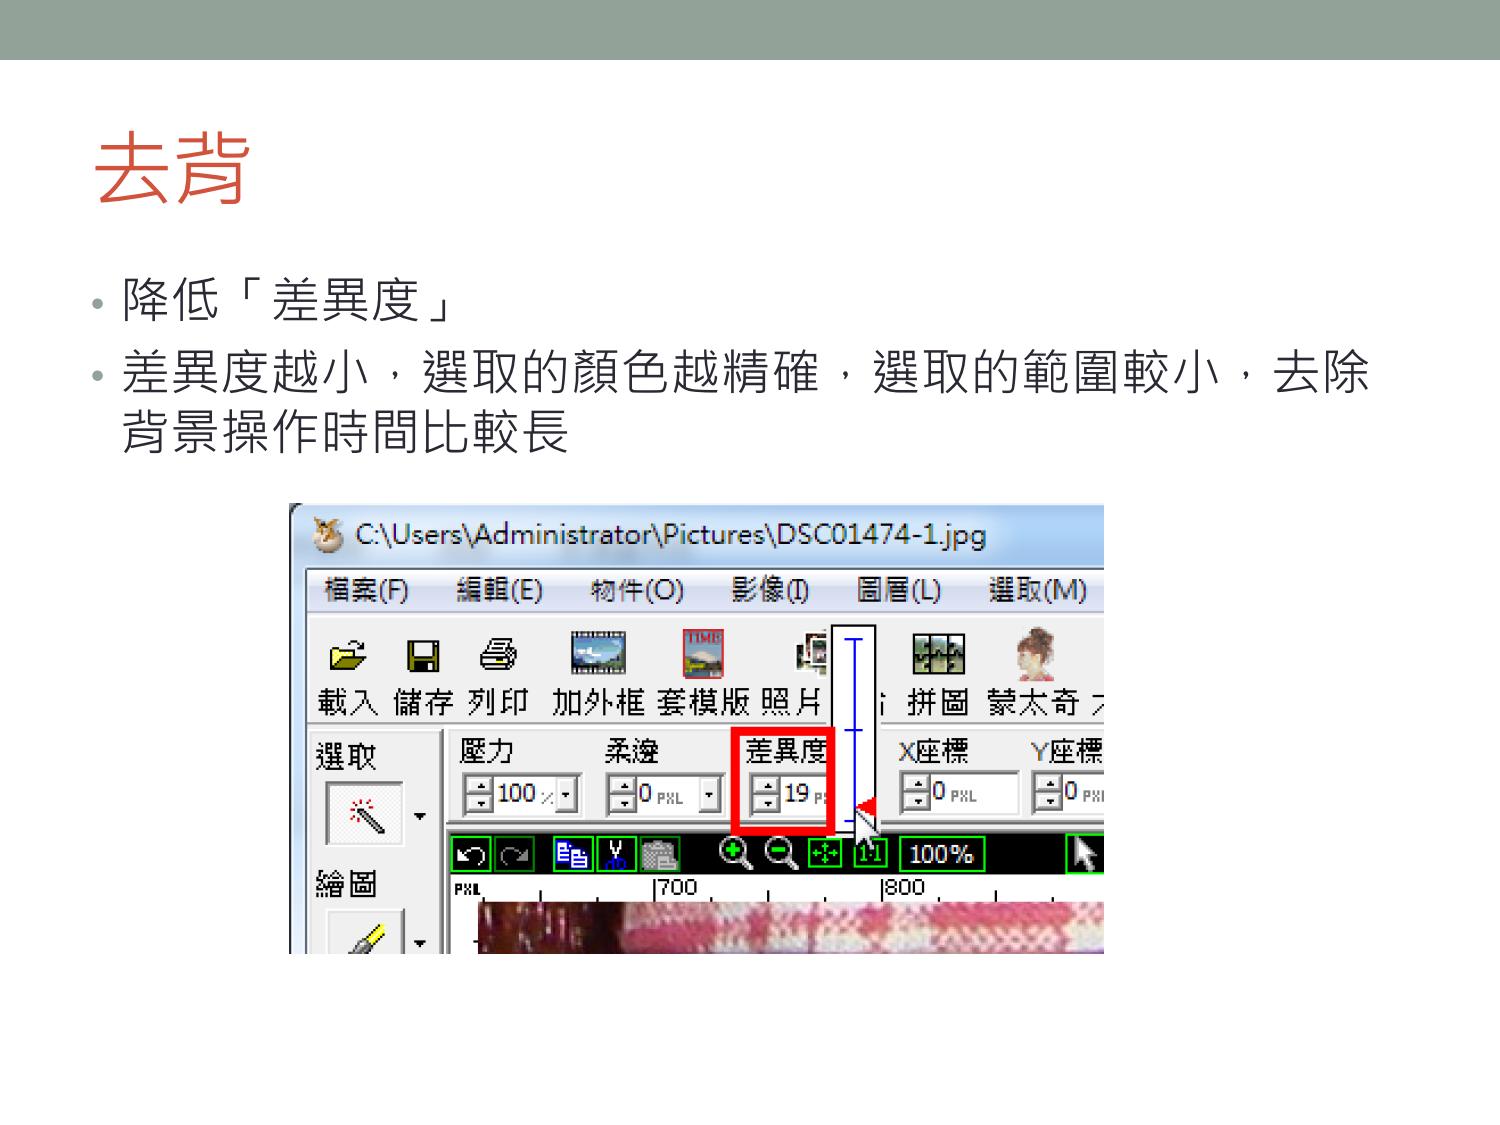 去背
• 降低「差異度」
• 差異度越小，選取的顏色越精確，選取的範圍較小，去除
背景操作時間比較長
C:\Users\Administrator\Pictures\DSC01474-1.jpg
檔案(F) 編輯(E) 物件(O) 影像(I) 圖層(L) 選取(M)
TIME
載入 儲存 列印 加外框 套模版 照片 拼圖 蒙太奇
選取 壓力 柔邊 差異度 X座標 Y座標
100 % 0 PXL 19 0 PXL 0
1:1 100%
繪圖 PXL 700 800